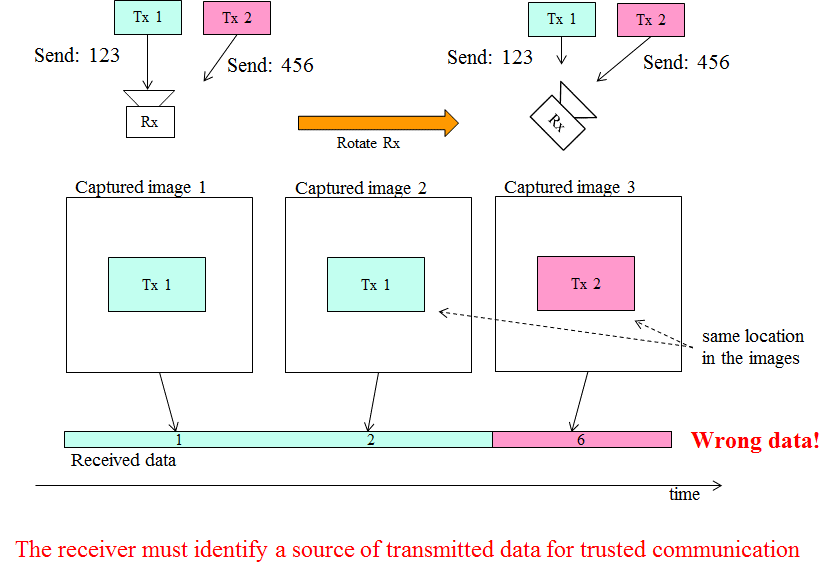 Tx 1
Tx 2
Send: 123
Send: 456
Rx
Rotate Rx
Tx 1
Tx 2
Send: 123
Send: 456
Rx
Captured image 1
Captured image 2
Captured image 3
Tx 1
Tx 1
Tx 2
same location
in the images
1
2
6
Wrong data!
Received data
time
The receiver must identify a source of transmitted data for trusted communication